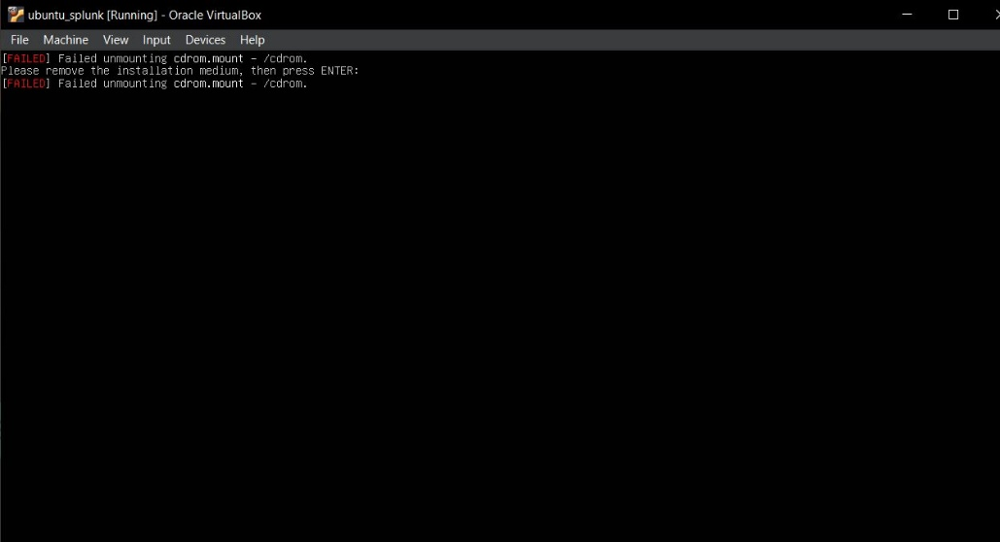 ubuntu_splunk [Running] - Oracle VirtualBox
File Machine View Input Devices Help
[FAILED] Failed unmounting cdrom.mount - /cdrom.
Please remove the installation medium, then press ENTER:
[FAILED] Failed unmounting cdrom.mount - /cdrom.